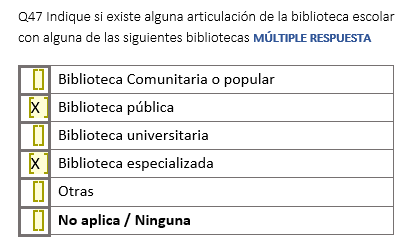 Q47 Indique si existe alguna articulación de la biblioteca escolar
con alguna de las siguientes bibliotecas MÚLTIPLE RESPUESTA
[] Biblioteca Comunitaria o popular
[X] Biblioteca pública
[] Biblioteca universitaria
[X] Biblioteca especializada
[] Otras
[] No aplica / Ninguna